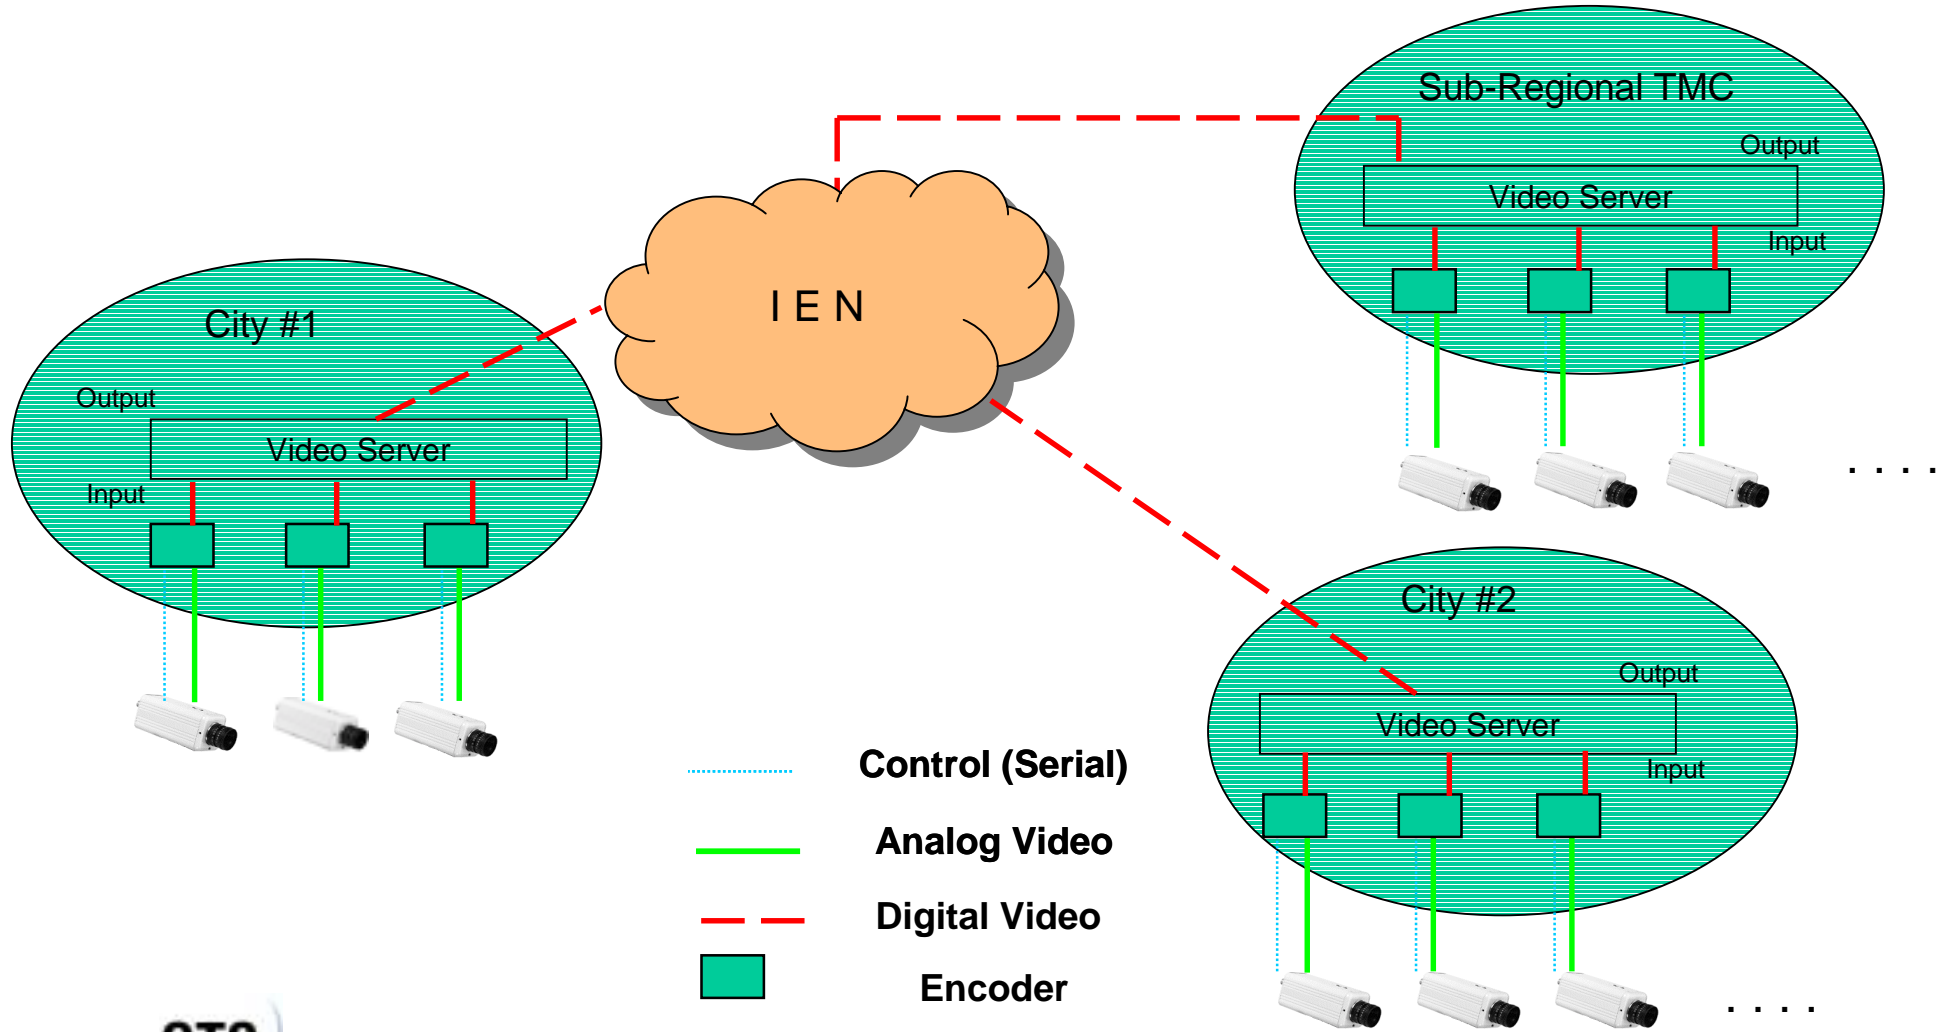 Sub-Regional TMC
Output
Video Server
Input
I E N
City #1
Output
Video Server
Input
. . . .
City #2
Output
Video Server
Input
Control (Serial)
Analog Video
Digital Video
Encoder
. . . .